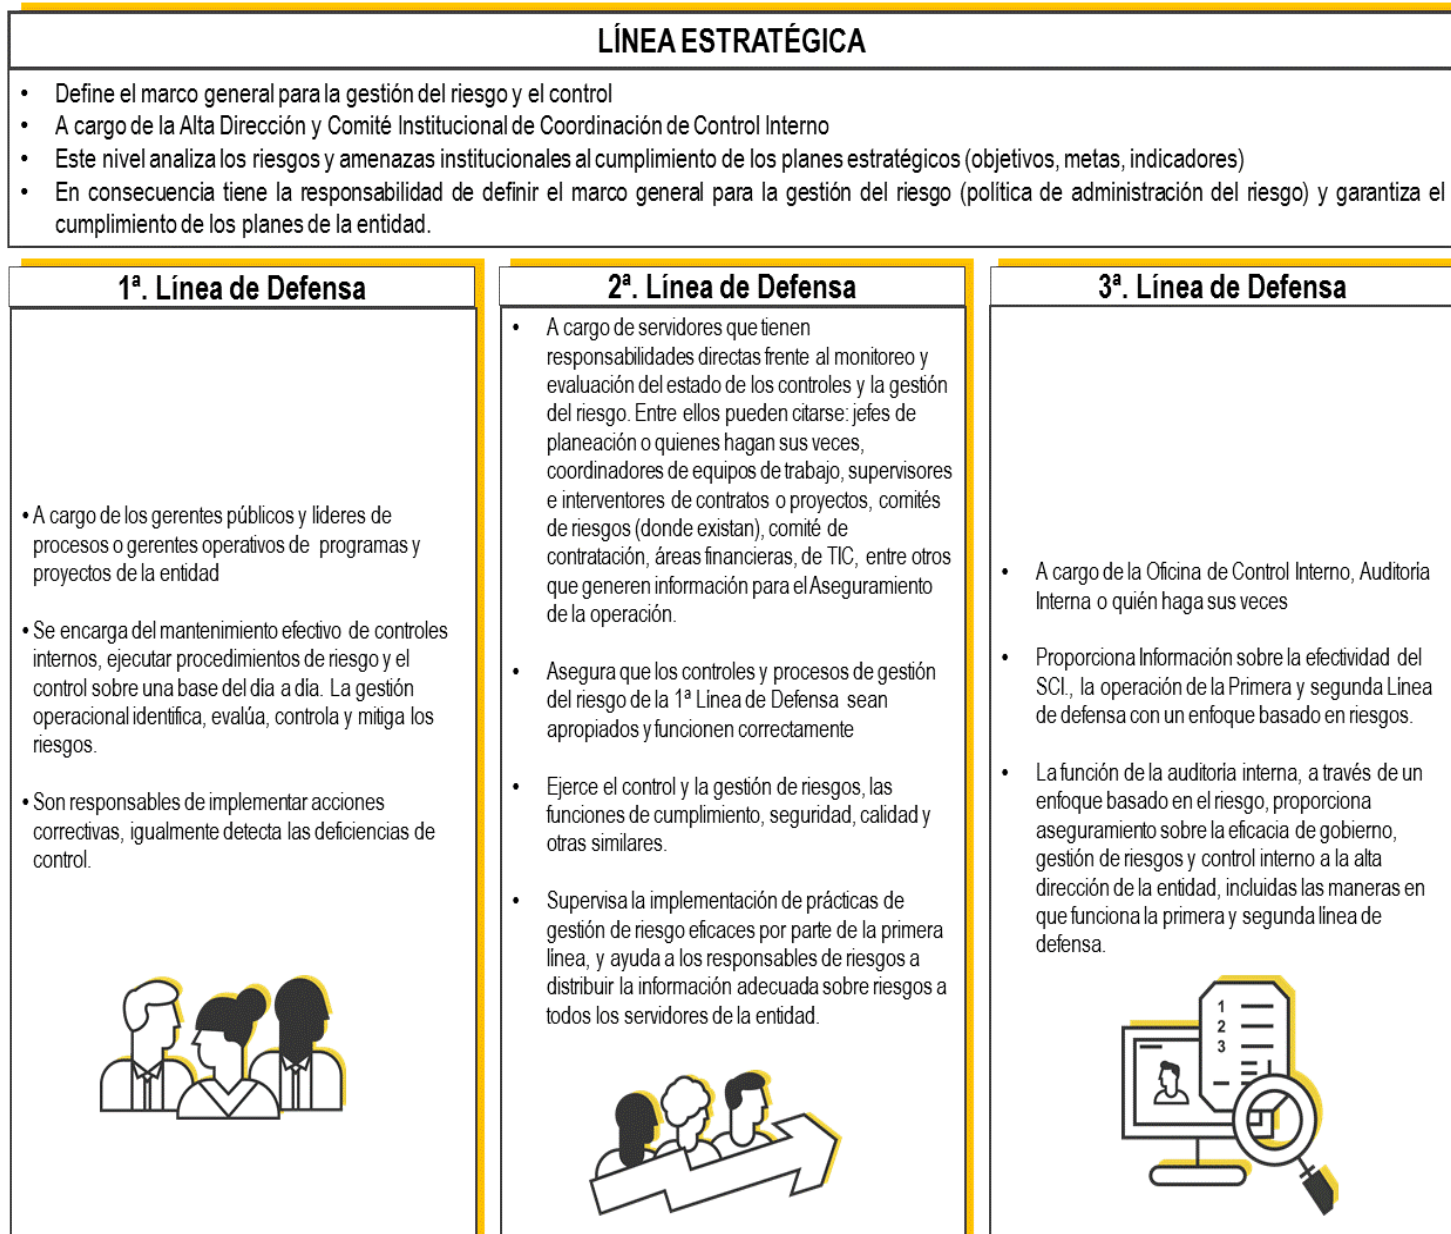 LÍNEA ESTRATÉGICA
• Define el marco general para la gestión del riesgo y el control
• A cargo de la Alta Dirección y Comité Institucional de Coordinación de Control Interno
• Este nivel analiza los riesgos y amenazas institucionales al cumplimiento de los planes estratégicos (objetivos, metas, indicadores)
• En consecuencia tiene la responsabilidad de definir el marco general para la gestión del riesgo (política de administración del riesgo) y garantiza el
cumplimiento de los planes de la entidad.
1ª. Línea de Defensa
• A cargo de los gerentes públicos y líderes de
procesos o gerentes operativos de programas y
proyectos de la entidad
• Se encarga del mantenimiento efectivo de controles
internos, ejecutar procedimientos de riesgo y el
control sobre una base del día a día. La gestión
operacional identifica, evalúa, controla y mitiga los
riesgos.
• Son responsables de implementar acciones
correctivas, igualmente detecta las deficiencias de
control.
2ª. Línea de Defensa
• A cargo de servidores que tienen
responsabilidades directas frente al monitoreo y
evaluación del estado de los controles y la gestión
del riesgo. Entre ellos pueden citarse: jefes de
planeación o quienes hagan sus veces,
coordinadores de equipos de trabajo, supervisores
e interventores de contratos o proyectos, comités
de riesgos (donde existan), comité de
contratación, áreas financieras, de TIC, entre otros
que generen información para el Aseguramiento
de la operación.
• Asegura que los controles y procesos de gestión
del riesgo de la 1ª Línea de Defensa sean
apropiados y funcionen correctamente
• Ejerce el control y la gestión de riesgos, las
funciones de cumplimiento, seguridad, calidad y
otras similares.
• Supervisa la implementación de prácticas de
gestión de riesgo eficaces por parte de la primera
línea, y ayuda a los responsables de riesgos a
distribuir la información adecuada sobre riesgos a
todos los servidores de la entidad.
3ª. Línea de Defensa
• A cargo de la Oficina de Control Interno, Auditoría
Interna o quién haga sus veces
• Proporciona Información sobre la efectividad del
SCI., la operación de la Primera y segunda Línea
de defensa con un enfoque basado en riesgos.
• La función de la auditoría interna, a través de un
enfoque basado en el riesgo, proporciona
aseguramiento sobre la eficacia de gobierno,
gestión de riesgos y control interno a la alta
dirección de la entidad, incluidas las maneras en
que funciona la primera y segunda línea de
defensa.
1
2
3